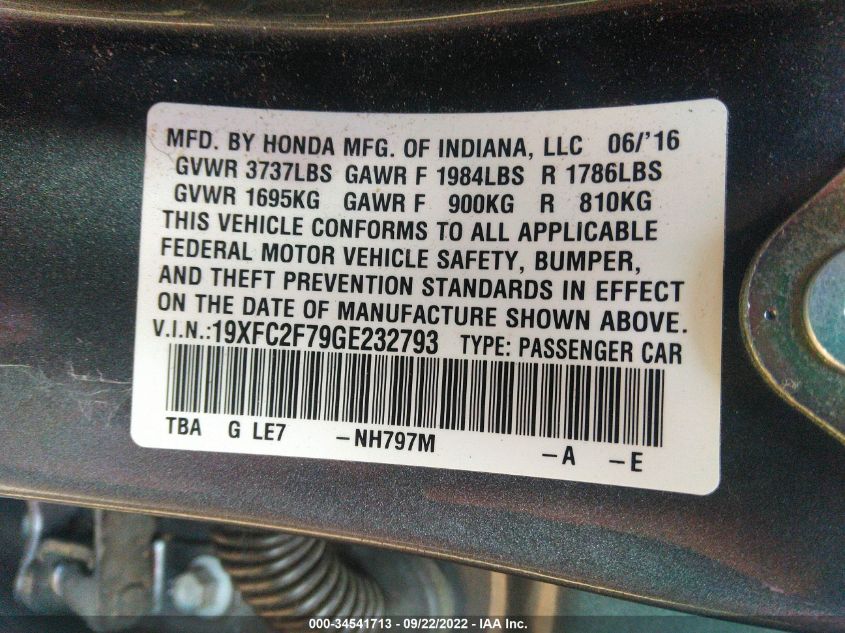 MFD. BY HONDA MFG. OF INDIANA, LLC 06/'16
GVWR 3737LBS GAWR F 1984LBS R 1786LBS
GVWR 1695KG GAWR F 900KG R 810KG
THIS VEHICLE CONFORMS TO ALL APPLICABLE
FEDERAL MOTOR VEHICLE SAFETY, BUMPER,
AND THEFT PREVENTION STANDARDS IN EFFECT
ON THE DATE OF MANUFACTURE SHOWN ABOVE.
V.I.N.:19XFC2F79GE232793 TYPE: PASSENGER CAR
TBA G LE7 -NH797M -A -E
000-34541713 - 09/22/2022 - © IAA Inc.